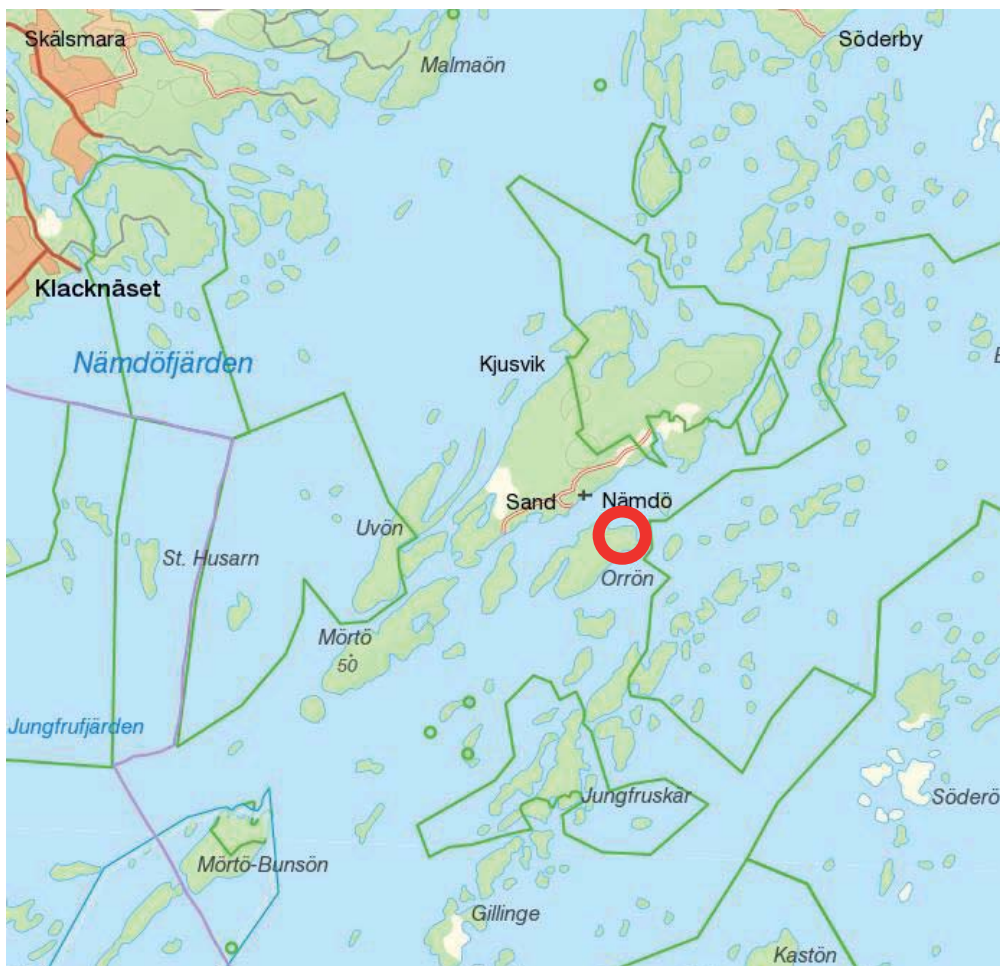 Skälsmara
Söderby
Malmaön
Klacknäset
Nämdöfjärden
Kjusvik
Sand
Nämdö
Uvön
St. Husarn
Orrön
Mörtö
50
Jungfrufjärden
Jungfruskär
Söderö
Mörtö-Bunsön
Gillinge
Kastön